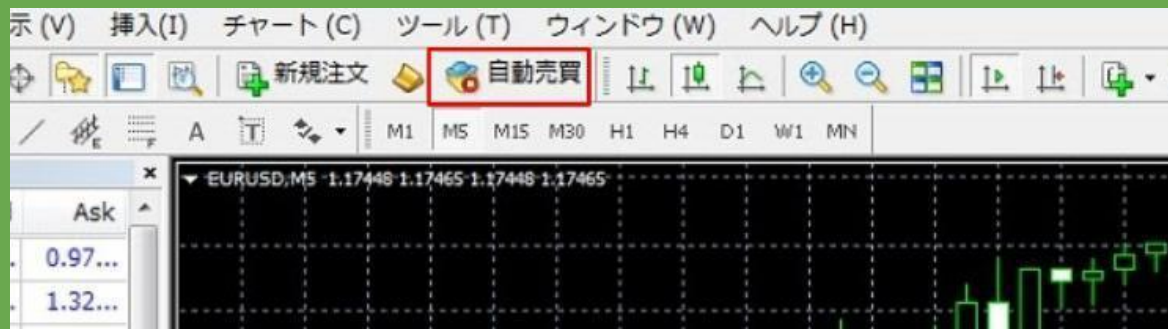 示 (V) 挿入(I) チャート (C) ツール (T) ウィンドウ (W) ヘルプ (H)
新規注文 自動売買
A T M1 M5 M15 M30 H1 H4 D1 W1 MN
EURUSD,M5 1.17448 1.17465 1.17448 1.17465
Ask
0.97...
1.32...